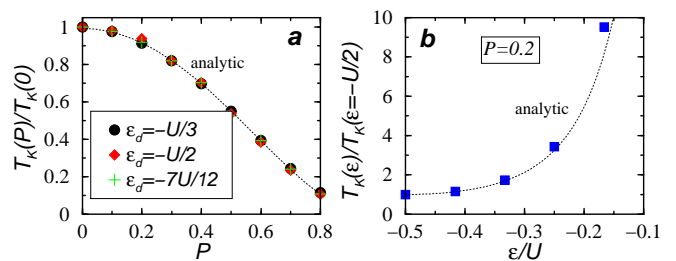 T_K(P)/T_K(0)
1
0.8
0.6
0.4
0.2
0
a
analytic
ε_d=-U/3
ε_d=-U/2
ε_d=-7U/12
0 0.2 0.4 0.6 0.8
P
T_K(ε)/T_K(ε=-U/2)
10
8
6
4
2
0
b
P=0.2
analytic
-0.5 -0.4 -0.3 -0.2 -0.1
ε/U